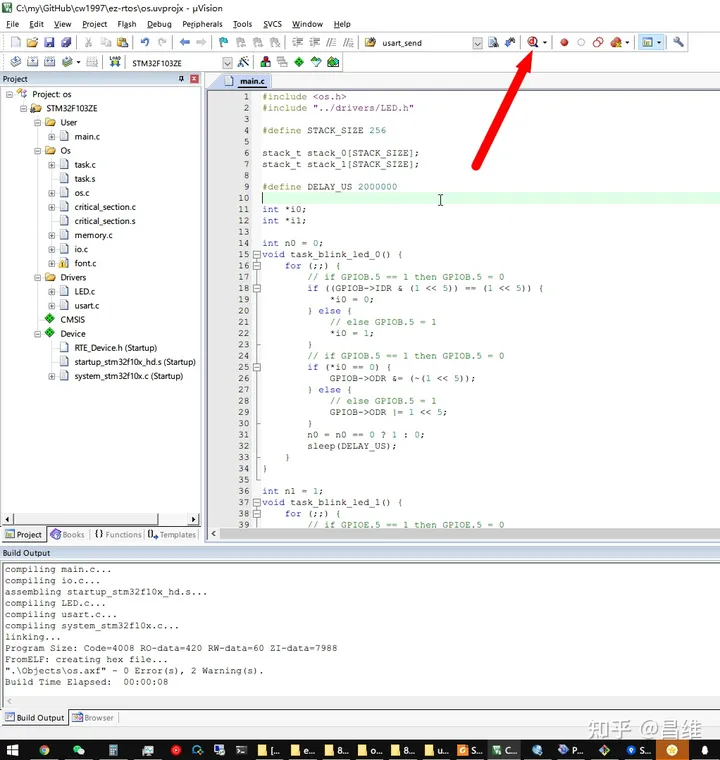 C:\my\GitHub\cw1997\ez-rtos\os.uvprojx - µVision
File Edit View Project Flash Debug Peripherals Tools SVCS Window Help
usart_send
LOAD
STM32F103ZE
Project
main.c
Project: os
STM32F103ZE
User
main.c
Os
task.c
task.s
os.c
critical_section.c
critical_section.s
memory.c
io.c
font.c
Drivers
LED.c
usart.c
CMSIS
Device
RTE_Device.h (Startup)
startup_stm32f10x_hd.s (Startup)
system_stm32f10x.c (Startup)
Project Books {} Functions Templates
1 #include <os.h>
2 #include "../drivers/LED.h"
3
4 #define STACK_SIZE 256
5
6 stack_t stack_0[STACK_SIZE];
7 stack_t stack_1[STACK_SIZE];
8
9 #define DELAY_US 2000000
10
11 int *i0;
12 int *i1;
13
14 int n0 = 0;
15 void task_blink_led_0() {
16 for (;;) {
17 // if GPIOB.5 == 1 then GPIOB.5 = 0
18 if ((GPIOB->IDR & (1 << 5)) == (1 << 5)) {
19 *i0 = 0;
20 } else {
21 // else GPIOB.5 = 1
22 *i0 = 1;
23 }
24 // if GPIOB.5 == 1 then GPIOB.5 = 0
25 if (*i0 == 0) {
26 GPIOB->ODR &= (~(1 << 5));
27 } else {
28 // else GPIOB.5 = 1
29 GPIOB->ODR |= 1 << 5;
30 }
31 n0 = n0 == 0 ? 1 : 0;
32 sleep(DELAY_US);
33 }
34 }
35
36 int n1 = 1;
37 void task_blink_led_1() {
38 for (;;) {
39 // if GPIOE.5 == 1 then GPIOE.5 = 0
Build Output
compiling main.c...
compiling io.c...
assembling startup_stm32f10x_hd.s...
compiling LED.c...
compiling usart.c...
compiling system_stm32f10x.c...
linking...
Program Size: Code=4008 RO-data=420 RW-data=60 ZI-data=7988
FromELF: creating hex file...
".\Objects\os.axf" - 0 Error(s), 2 Warning(s).
Build Time Elapsed: 00:00:08
Build Output Browser
知乎 @昌维
[... e... 8... o... 8... u... S... C... P... S...